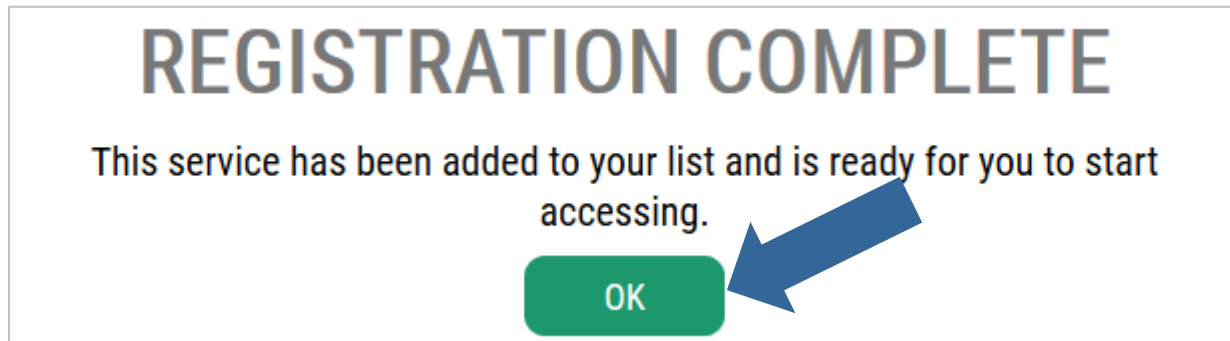 REGISTRATION COMPLETE
This service has been added to your list and is ready for you to start
accessing.
OK